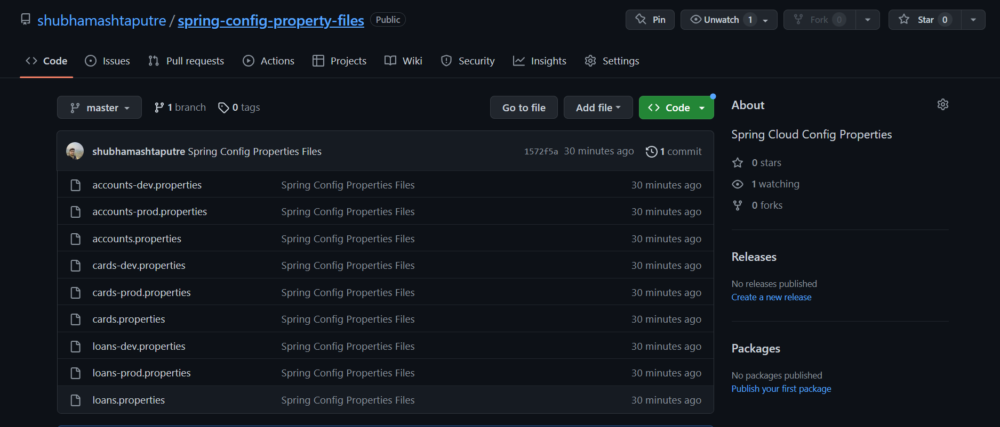 shubhamashtaputre / spring-config-property-files Public
Pin Unwatch 1 Fork 0 Star 0
Code Issues Pull requests Actions Projects Wiki Security Insights Settings
master 1 branch 0 tags Go to file Add file Code
shubhamashtaputre Spring Config Properties Files 1572f5a 30 minutes ago 1 commit
accounts-dev.properties Spring Config Properties Files 30 minutes ago
accounts-prod.properties Spring Config Properties Files 30 minutes ago
accounts.properties Spring Config Properties Files 30 minutes ago
cards-dev.properties Spring Config Properties Files 30 minutes ago
cards-prod.properties Spring Config Properties Files 30 minutes ago
cards.properties Spring Config Properties Files 30 minutes ago
loans-dev.properties Spring Config Properties Files 30 minutes ago
loans-prod.properties Spring Config Properties Files 30 minutes ago
loans.properties Spring Config Properties Files 30 minutes ago
About
Spring Cloud Config Properties
0 stars
1 watching
0 forks
Releases
No releases published
Create a new release
Packages
No packages published
Publish your first package